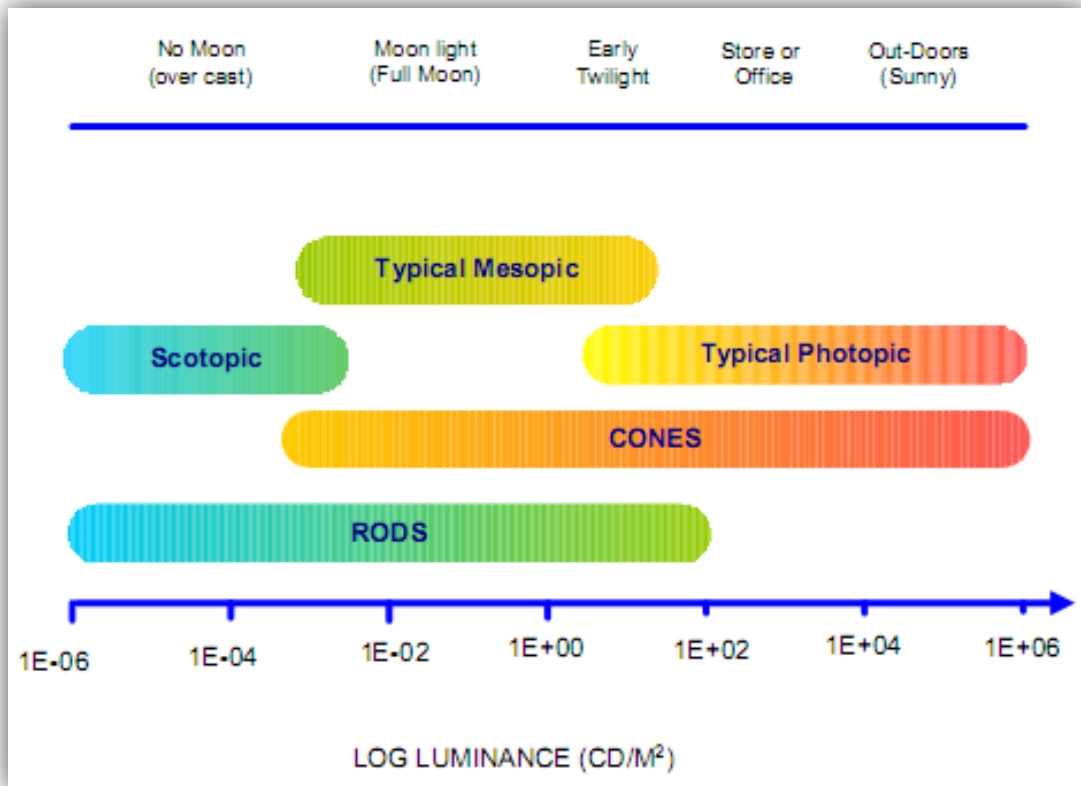 No Moon
(over cast)
Moon light
(Full Moon)
Early
Twilight
Store or
Office
Out-Doors
(Sunny)
Typical Mesopic
Scotopic
Typical Photopic
CONES
RODS
1E-06
1E-04
1E-02
1E+00
1E+02
1E+04
1E+06
LOG LUMINANCE (CD/M²)